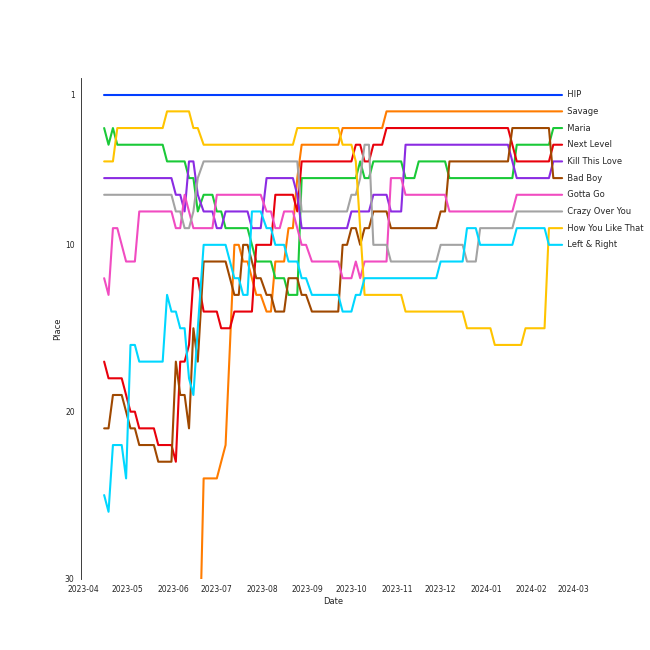 1
10
20
30
Place
HIP
Savage
Maria
Next Level
Kill This Love
Bad Boy
Gotta Go
Crazy Over You
How You Like That
Left & Right
2023-04 2023-05 2023-06 2023-07 2023-08 2023-09 2023-10 2023-11 2023-12 2024-01 2024-02 2024-03
Date